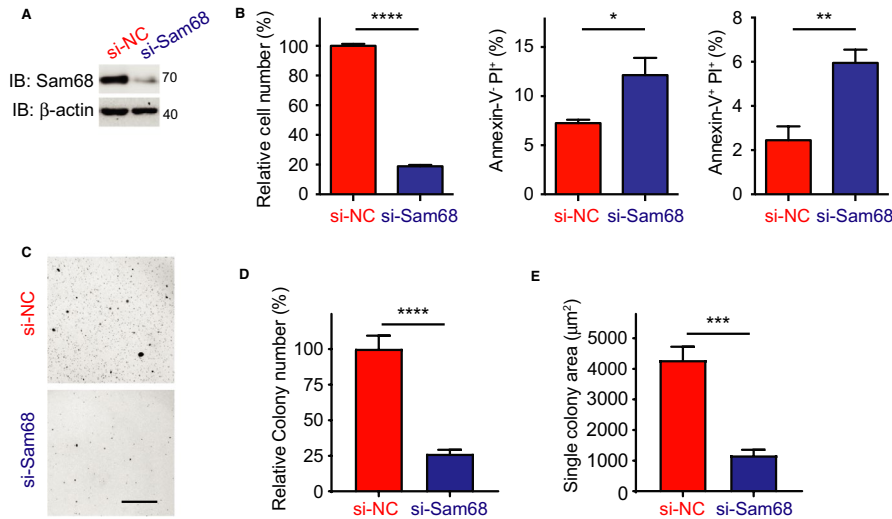 A
si-NC
si-Sam68
IB: Sam68
70
IB: β-actin
40
B
Relative cell number (%)
100
80
60
40
20
0
****
si-NC si-Sam68
Annexin-V⁻ PI⁺ (%)
15
10
5
0
*
si-NC si-Sam68
Annexin-V⁺ PI⁺ (%)
8
6
4
2
0
**
si-NC si-Sam68
C
si-NC
si-Sam68
D
Relative Colony number (%)
100
75
50
25
0
****
si-NC si-Sam68
E
Single colony area (µm²)
5000
4000
3000
2000
1000
0
***
si-NC si-Sam68